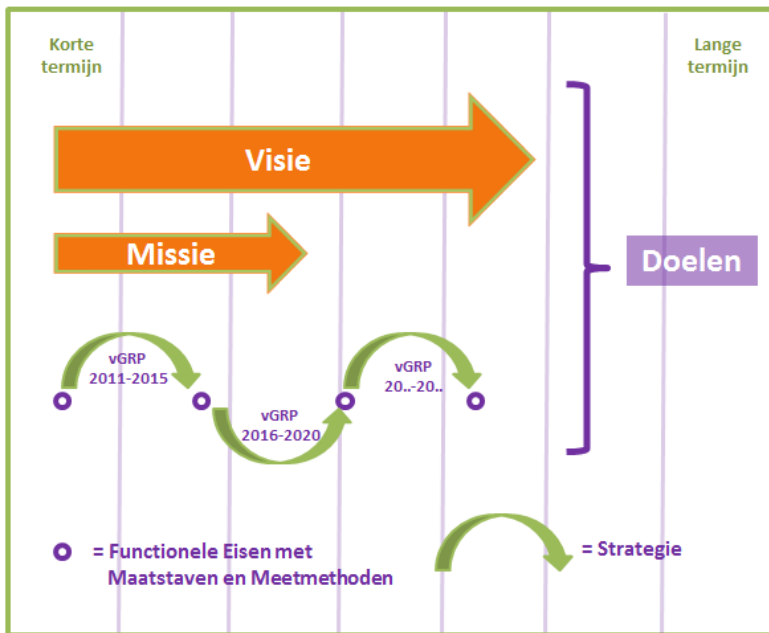 Korte
termijn
Lange
termijn
Visie
Missie
Doelen
vGRP
2011-2015
vGRP
2016-2020
vGRP
20..-20..
= Functionele Eisen met
Maatstaven en Meetmethoden
= Strategie